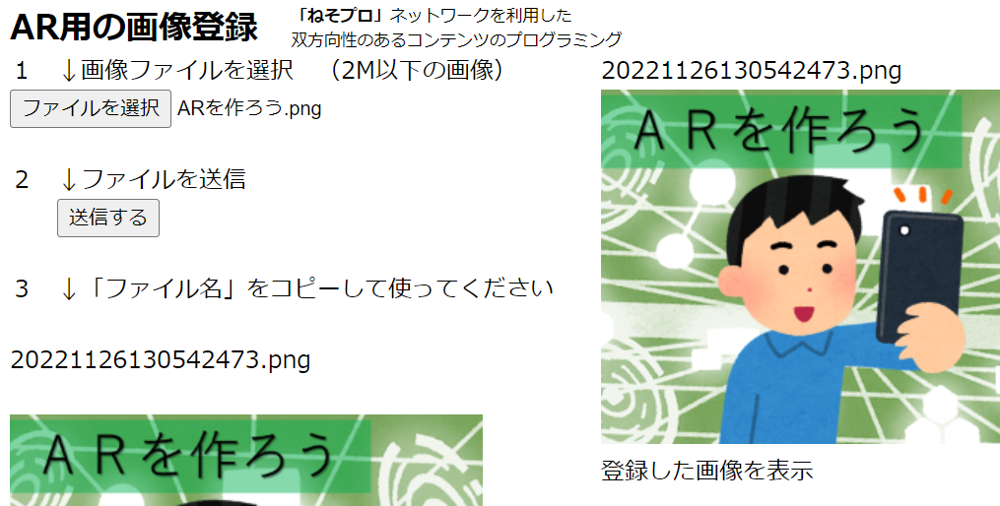 AR用の画像登録
「ねそプロ」ネットワークを利用した
双方向性のあるコンテンツのプログラミング
1 ↓画像ファイルを選択 (2M以下の画像)
ファイルを選択 ARを作ろう.png
2 ↓ファイルを送信
送信する
3 ↓「ファイル名」をコピーして使ってください
20221126130542473.png
ARを作ろう
20221126130542473.png
ARを作ろう
登録した画像を表示